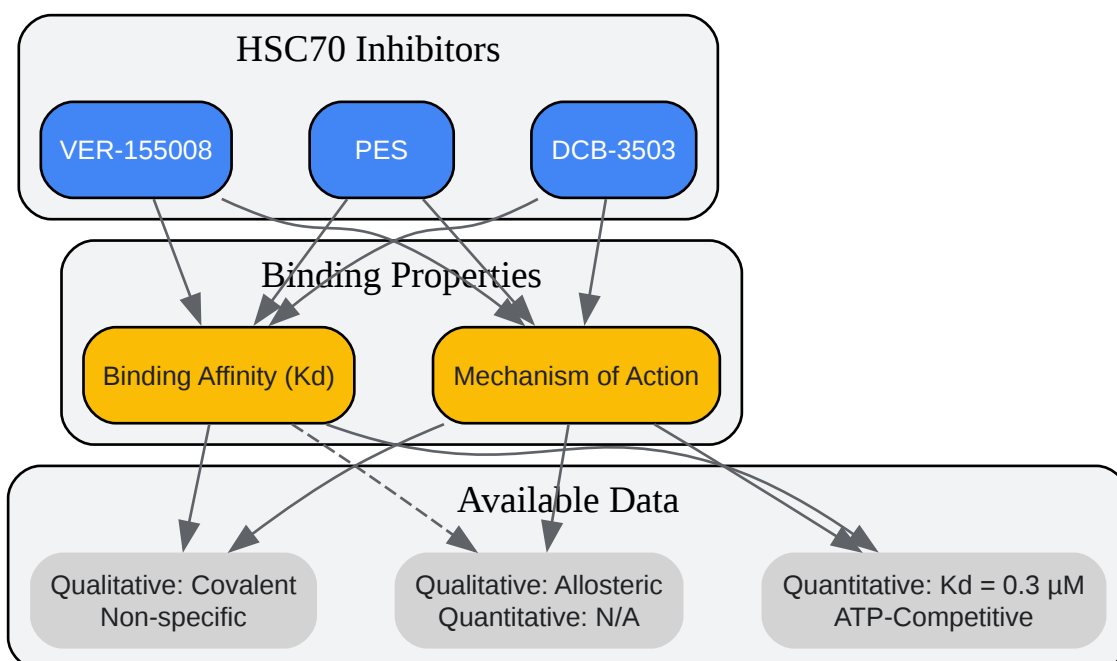 HSC70 Inhibitors
VER-155008
PES
DCB-3503
Binding Properties
Binding Affinity (Kd)
Mechanism of Action
Available Data
Qualitative: Covalent
Non-specific
Qualitative: Allosteric
Quantitative: N/A
Quantitative: Kd = 0.3 µM
ATP-Competitive